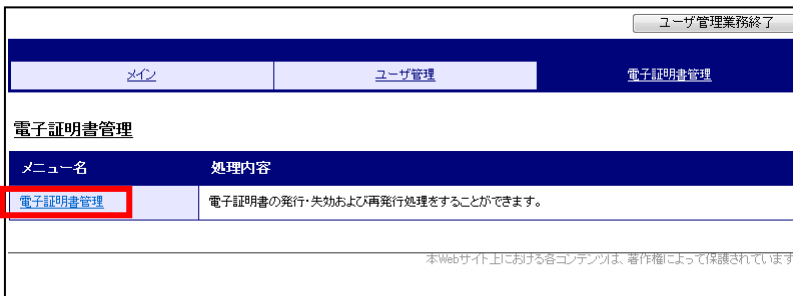 ユーザ管理業務終了
メイン ユーザ管理 電子証明書管理
電子証明書管理
メニュー名 処理内容
電子証明書管理 電子証明書の発行・失効および再発行処理をすることができます。
本Webサイト上における各コンテンツは、著作権によって保護されています